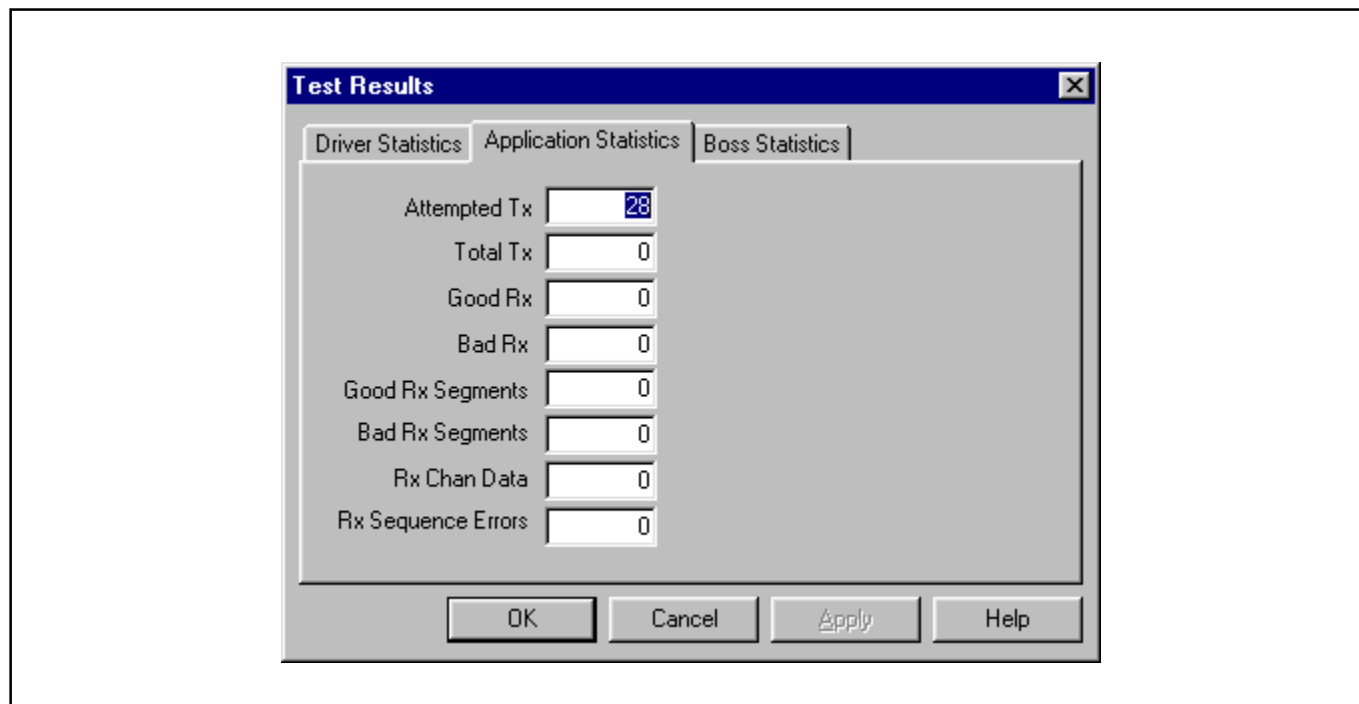 Test Results
Driver Statistics Application Statistics Boss Statistics
Attempted Tx 28
Total Tx 0
Good Rx 0
Bad Rx 0
Good Rx Segments 0
Bad Rx Segments 0
Rx Chan Data 0
Rx Sequence Errors 0
OK Cancel Apply Help